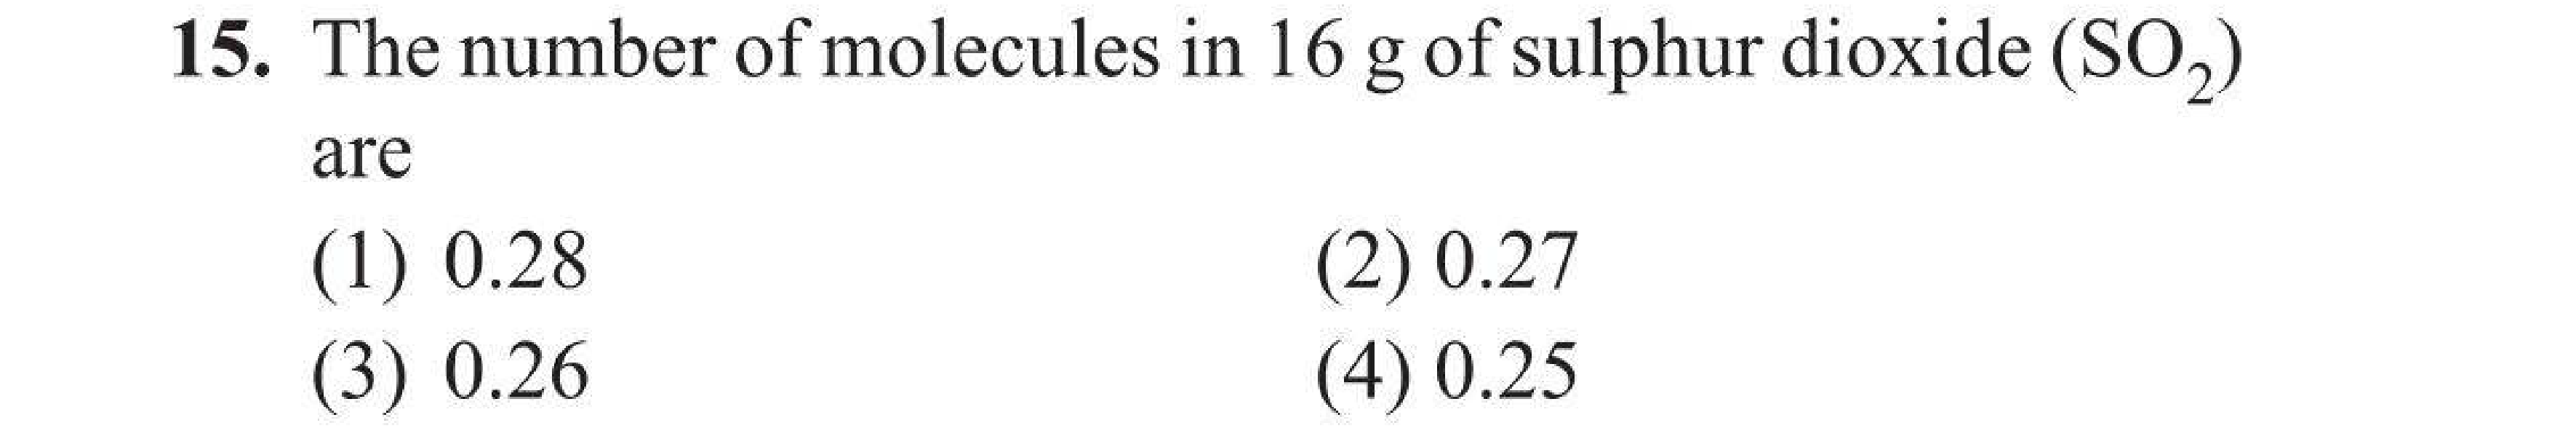 15. The number of molecules in 16 g of sulphur dioxide (SO₂)
are
(1) 0.28 (2) 0.27
(3) 0.26 (4) 0.25